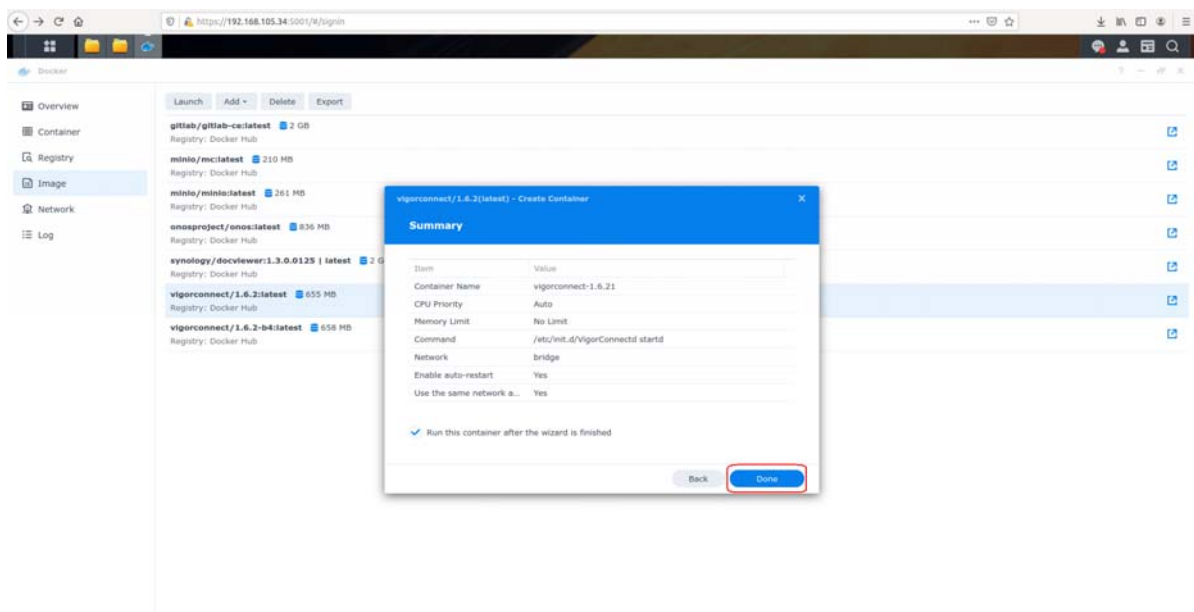 https://192.168.105.34:5001/#/signin
Docker
Overview
Container
Registry
Image
Network
Log
Launch Add Delete Export
gitlab/gitlab-ce:latest 2 GB
Registry: Docker Hub
minio/mc:latest 210 MB
Registry: Docker Hub
minio/minio:latest 261 MB
Registry: Docker Hub
onosproject/onos:latest 836 MB
Registry: Docker Hub
synology/docviewer:1.3.0.0125 | latest 2 G
Registry: Docker Hub
vigorconnect/1.6.2:latest 655 MB
Registry: Docker Hub
vigorconnect/1.6.2-b4:latest 658 MB
Registry: Docker Hub
vigorconnect/1.6.2(latest) - Create Container
Summary
Item Value
Container Name vigorconnect-1.6.21
CPU Priority Auto
Memory Limit No Limit
Command /etc/init.d/VigorConnectd startd
Network bridge
Enable auto-restart Yes
Use the same network a... Yes
Run this container after the wizard is finished
Back Done